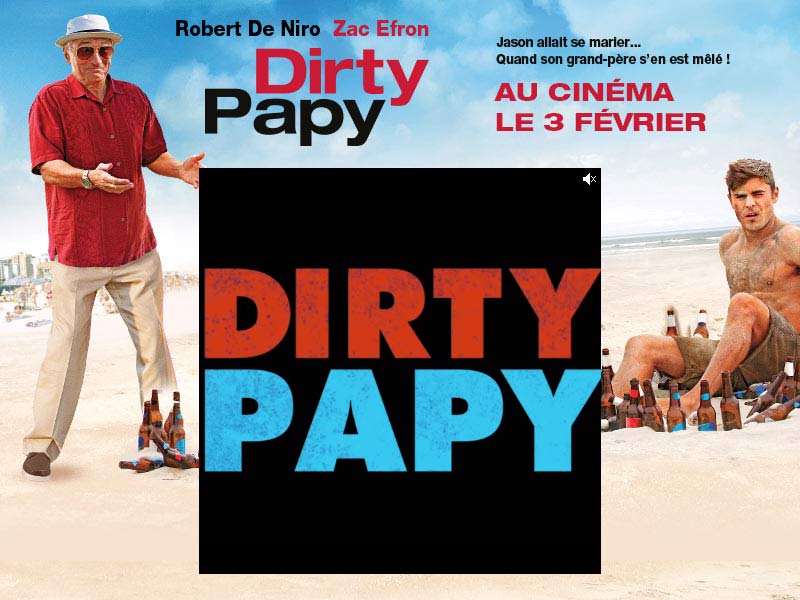 Robert De Niro Zac Efron
Dirty
Papy
Jason allait se marier...
Quand son grand-père s'en est mêlé !
AU CINÉMA
LE 3 FÉVRIER
DIRTY
PAPY